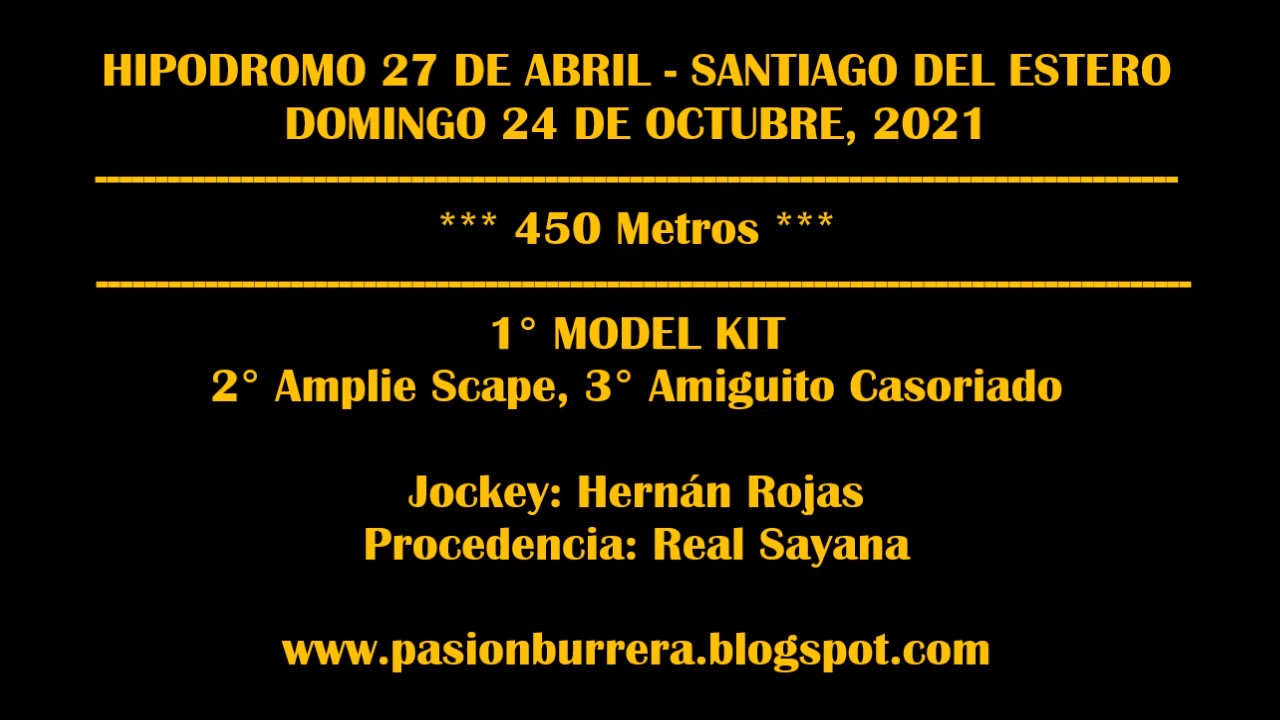 HIPODROMO 27 DE ABRIL - SANTIAGO DEL ESTERO
DOMINGO 24 DE OCTUBRE, 2021
*** 450 Metros ***
1° MODEL KIT
2° Amplie Scape, 3° Amiguito Casoriado
Jockey: Hernán Rojas
Procedencia: Real Sayana
www.pasionburrera.blogspot.com